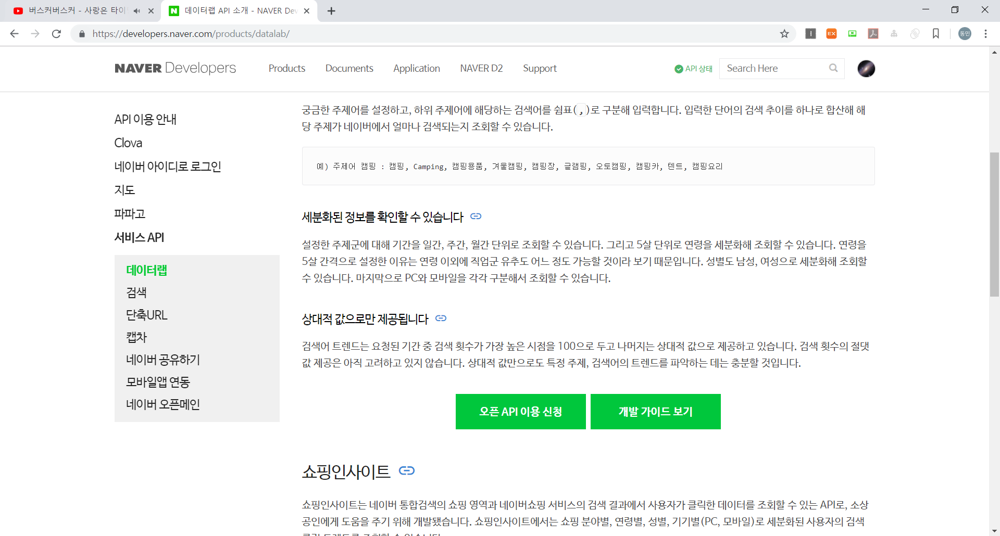 버스커버스커 - 사랑은 타이
데이터랩 API 소개 - NAVER Dev
https://developers.naver.com/products/datalab/
EX
동민
NAVER Developers
Products
Documents
Application
NAVER D2
Support
API 상태
Search Here
API 이용 안내
Clova
네이버 아이디로 로그인
지도
파파고
서비스 API
데이터랩
검색
단축URL
캡차
네이버 공유하기
모바일앱 연동
네이버 오픈메인
궁금한 주제어를 설정하고, 하위 주제어에 해당하는 검색어를 쉼표( , )로 구분해 입력합니다. 입력한 단어의 검색 추이를 하나로 합산해 해
당 주제가 네이버에서 얼마나 검색되는지 조회할 수 있습니다.
예) 주제어 캠핑 : 캠핑, Camping, 캠핑용품, 겨울캠핑, 캠핑장, 글램핑, 오토캠핑, 캠핑카, 텐트, 캠핑요리
세분화된 정보를 확인할 수 있습니다
설정한 주제군에 대해 기간을 일간, 주간, 월간 단위로 조회할 수 있습니다. 그리고 5살 단위로 연령을 세분화해 조회할 수 있습니다. 연령을
5살 간격으로 설정한 이유는 연령 이외에 직업군 유추도 어느 정도 가능할 것이라 보기 때문입니다. 성별도 남성, 여성으로 세분화해 조회할
수 있습니다. 마지막으로 PC와 모바일을 각각 구분해서 조회할 수 있습니다.
상대적 값으로만 제공됩니다
검색어 트렌드는 요청된 기간 중 검색 횟수가 가장 높은 시점을 100으로 두고 나머지는 상대적 값으로 제공하고 있습니다. 검색 횟수의 절댓
값 제공은 아직 고려하고 있지 않습니다. 상대적 값만으로도 특정 주제, 검색어의 트렌드를 파악하는 데는 충분할 것입니다.
오픈 API 이용 신청
개발 가이드 보기
쇼핑인사이트
쇼핑인사이트는 네이버 통합검색의 쇼핑 영역과 네이버쇼핑 서비스의 검색 결과에서 사용자가 클릭한 데이터를 조회할 수 있는 API로, 소상
공인에게 도움을 주기 위해 개발됐습니다. 쇼핑인사이트에서는 쇼핑 분야별, 연령별, 성별, 기기별(PC, 모바일)로 세분화된 사용자의 검색